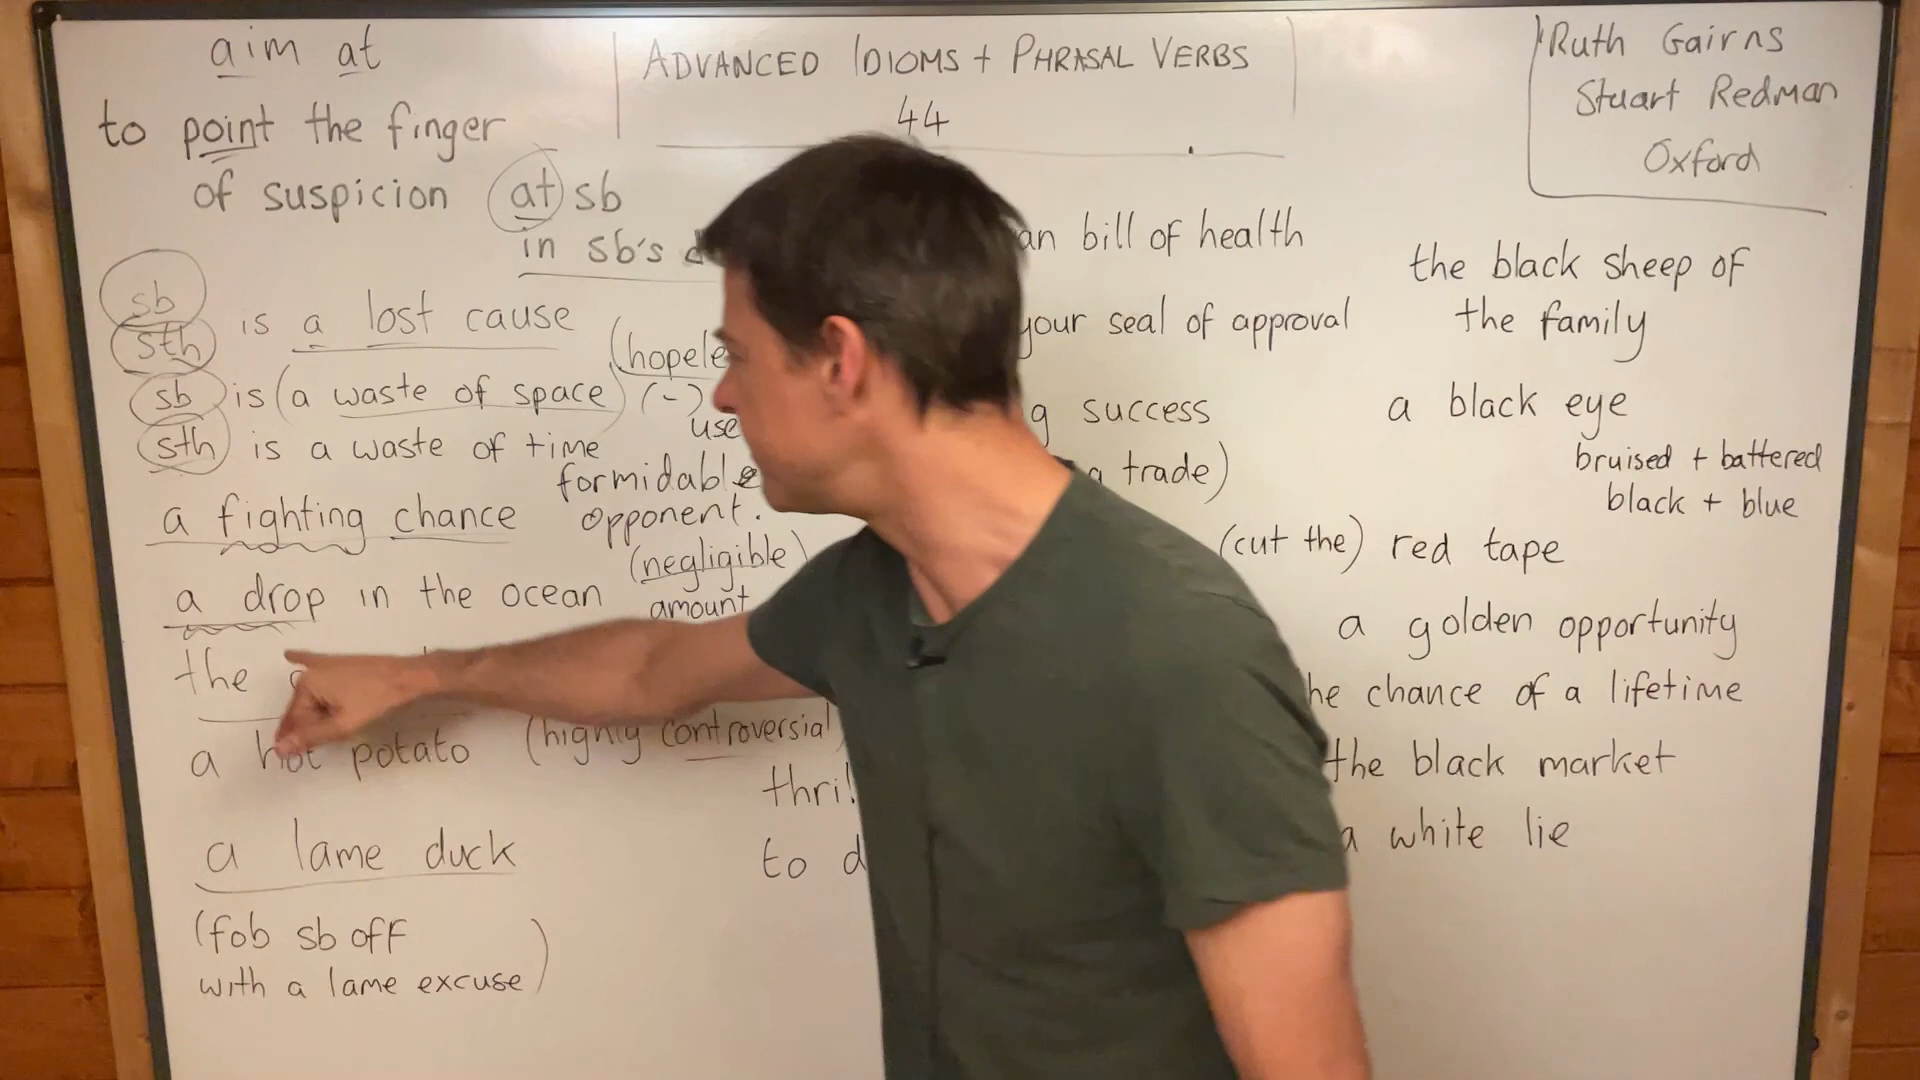 aim at
to point the finger
of suspicion at sb
in sb's
ADVANCED IDIOMS + PHRASAL VERBS
44
Ruth Gairns
Stuart Redman
Oxford
sb
sth is a lost cause
sb is (a waste of space) (-)
use
sth is a waste of time
formidable
opponent.
a fighting chance
(negligible)
amount
a drop in the ocean
the
a hot potato (highly controversial
a lame duck
(fob sb off
with a lame excuse)
to
bill of health
your seal of approval
success
trade)
(cut the) red tape
the black sheep of
the family
a black eye
bruised + battered
black + blue
a golden opportunity
chance of a lifetime
the black market
a white lie